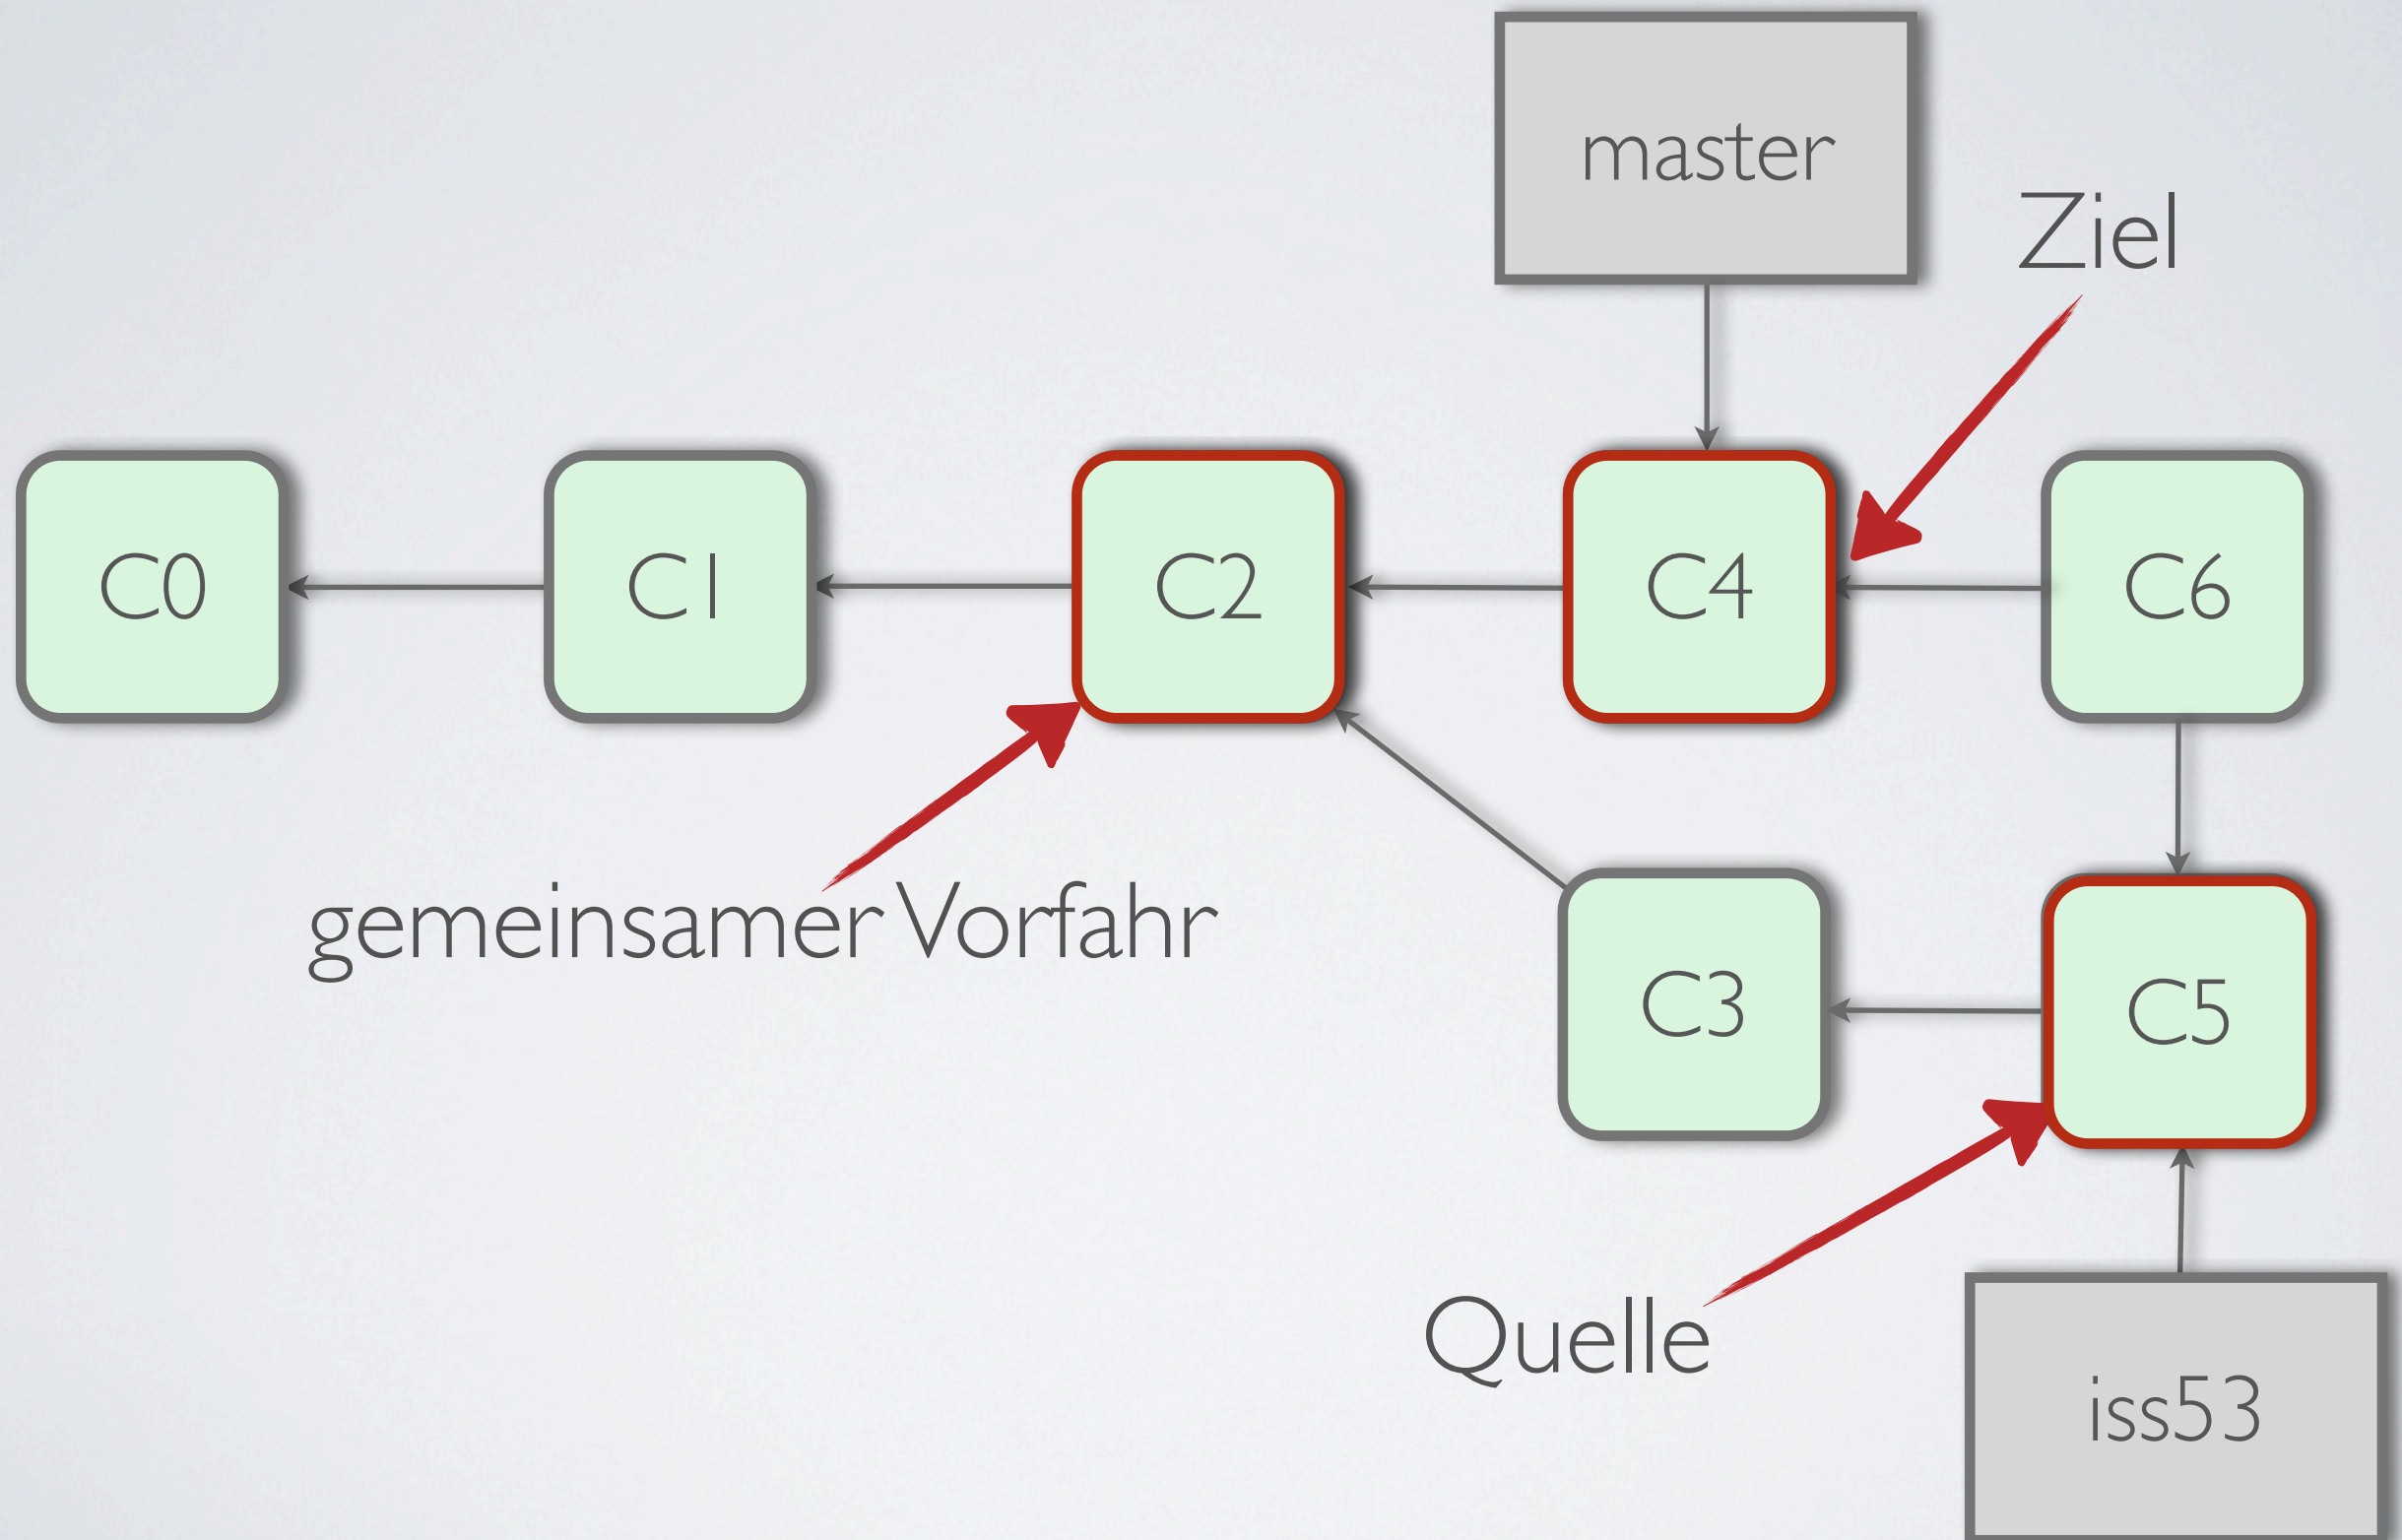 master
Ziel
C0
C1
C2
C4
C6
gemeinsamer Vorfahr
C3
C5
Quelle
iss53